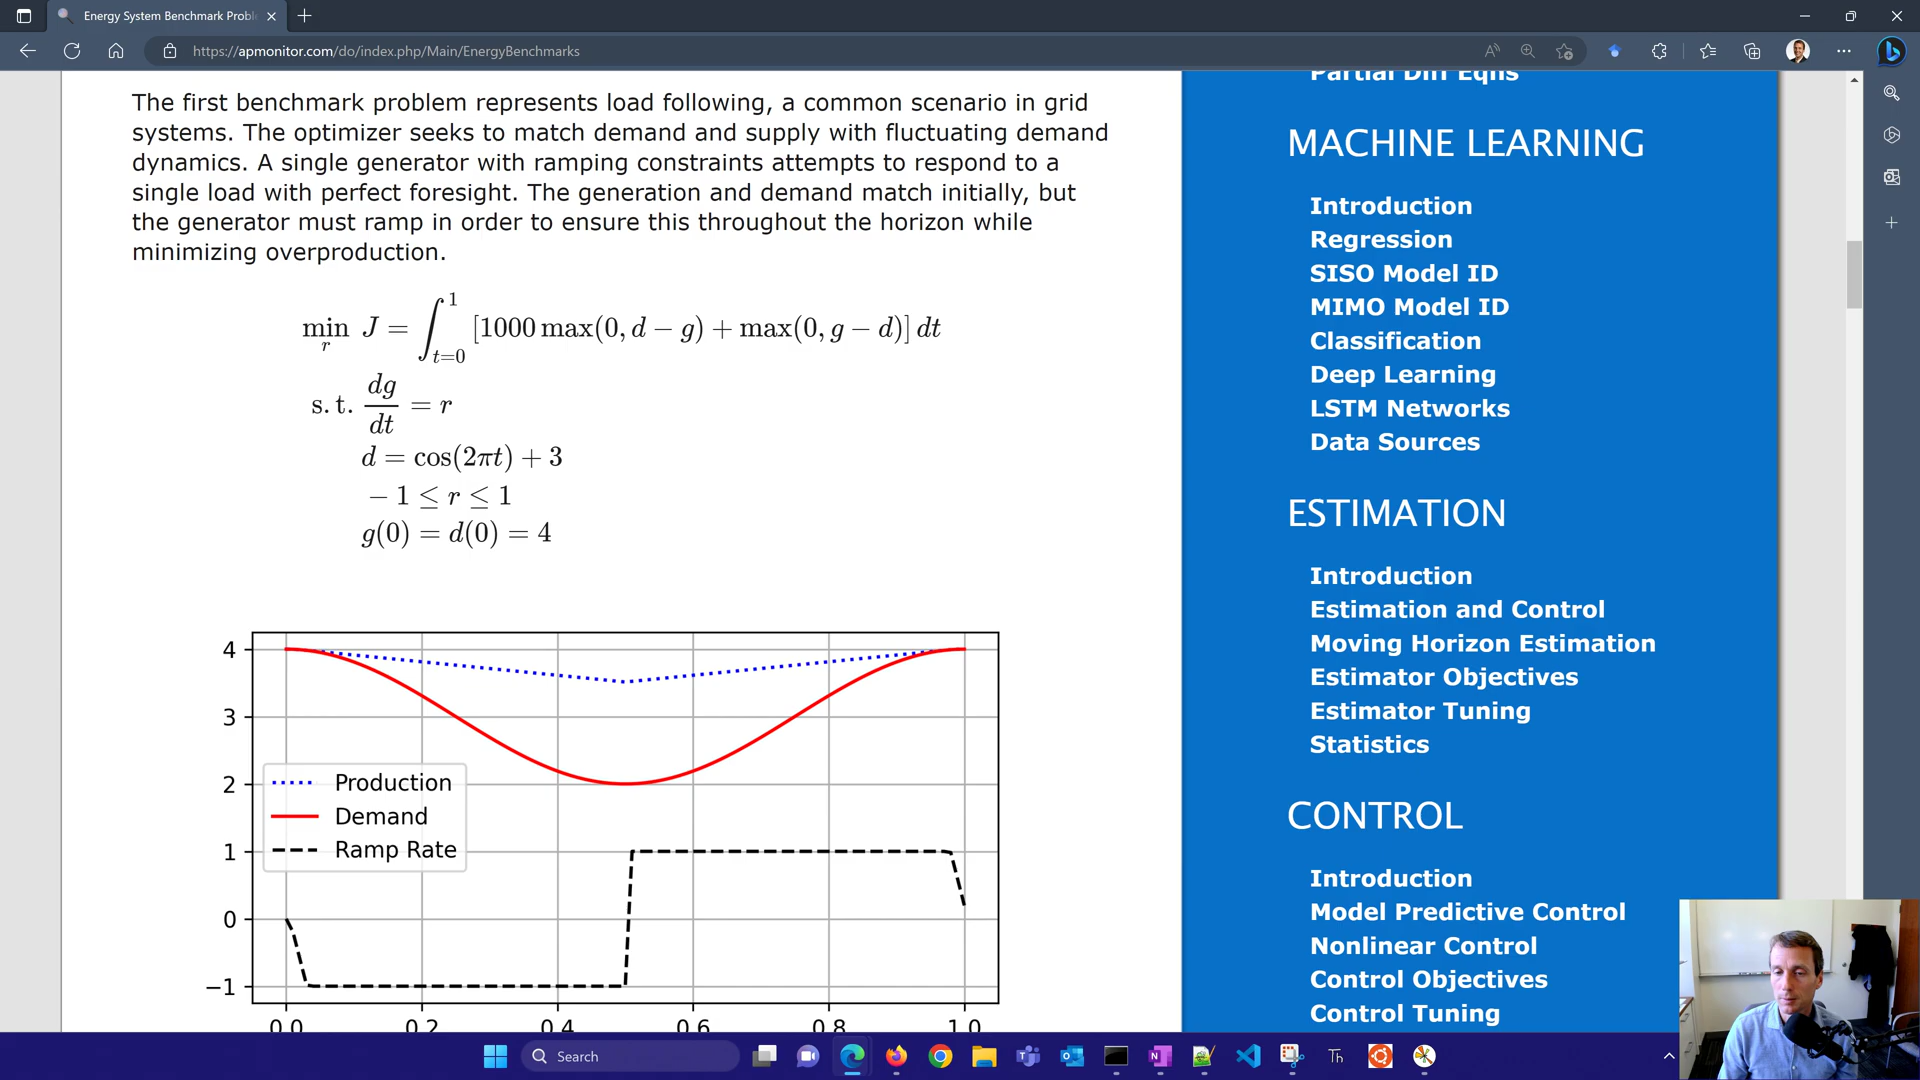 Energy System Benchmark Probl
https://apmonitor.com/do/index.php/Main/EnergyBenchmarks
The first benchmark problem represents load following, a common scenario in grid
systems. The optimizer seeks to match demand and supply with fluctuating demand
dynamics. A single generator with ramping constraints attempts to respond to a
single load with perfect foresight. The generation and demand match initially, but
the generator must ramp in order to ensure this throughout the horizon while
minimizing overproduction.
min_r J = ∫_{t=0}^{1} [1000 max(0, d − g) + max(0, g − d)] dt
s.t. dg/dt = r
d = cos(2πt) + 3
−1 ≤ r ≤ 1
g(0) = d(0) = 4
4
3
2
1
0
−1
Production
Demand
Ramp Rate
0.0 0.2 0.4 0.6 0.8 1.0
Partial Diff Eqns
MACHINE LEARNING
Introduction
Regression
SISO Model ID
MIMO Model ID
Classification
Deep Learning
LSTM Networks
Data Sources
ESTIMATION
Introduction
Estimation and Control
Moving Horizon Estimation
Estimator Objectives
Estimator Tuning
Statistics
CONTROL
Introduction
Model Predictive Control
Nonlinear Control
Control Objectives
Control Tuning
Search
Th